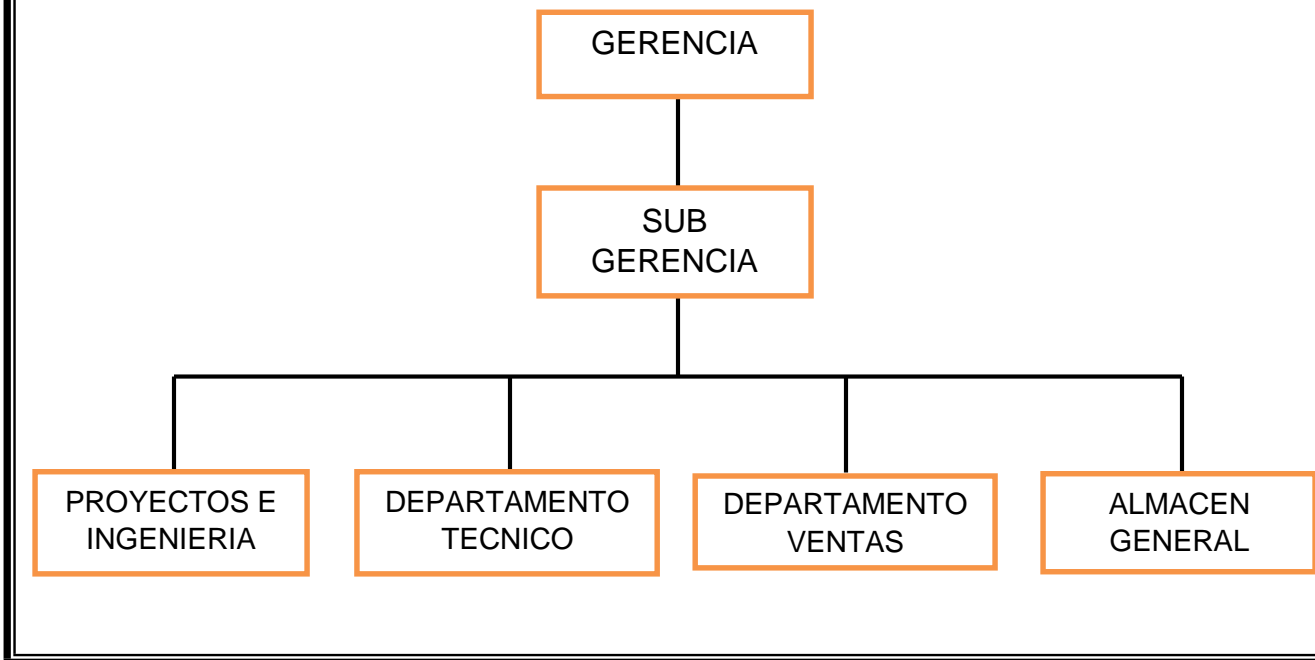 GERENCIA
SUB
GERENCIA
PROYECTOS E
INGENIERIA
DEPARTAMENTO
TECNICO
DEPARTAMENTO
VENTAS
ALMACEN
GENERAL